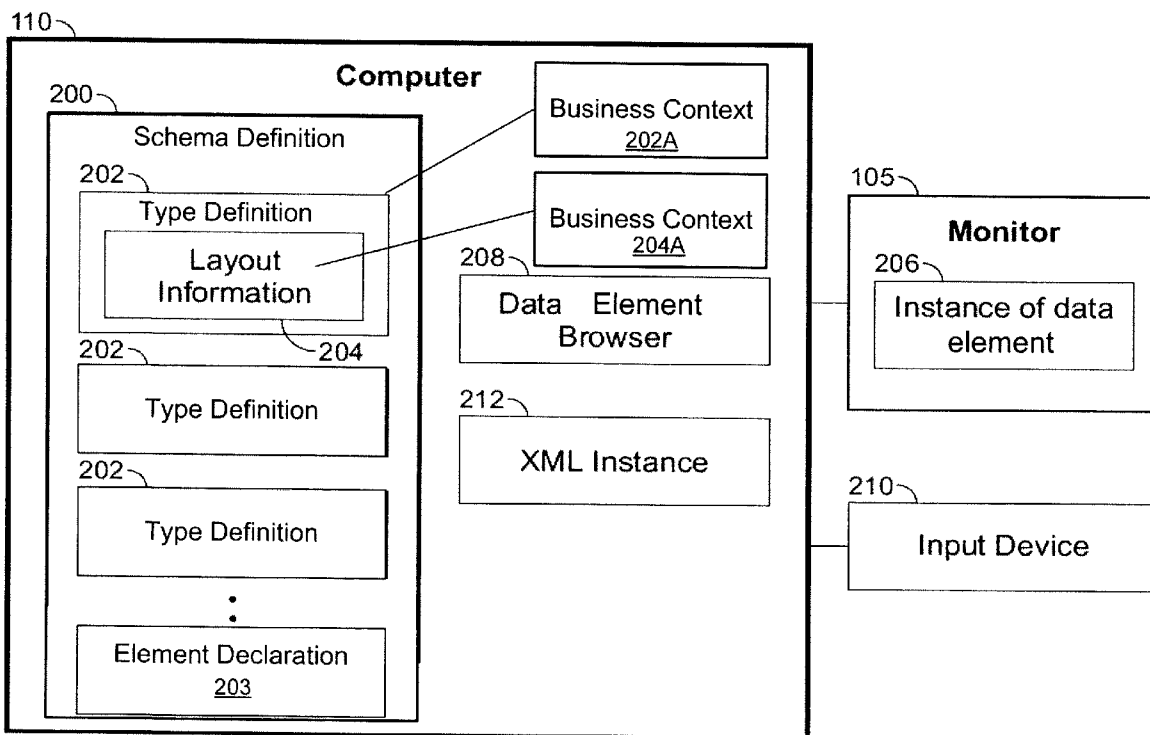 110
Computer
200
Schema Definition
202
Type Definition
Layout
Information
204
202
Type Definition
202
Type Definition
Element Declaration
203
Business Context
202A
Business Context
204A
208
Data Element
Browser
212
XML Instance
105
Monitor
206
Instance of data
element
210
Input Device